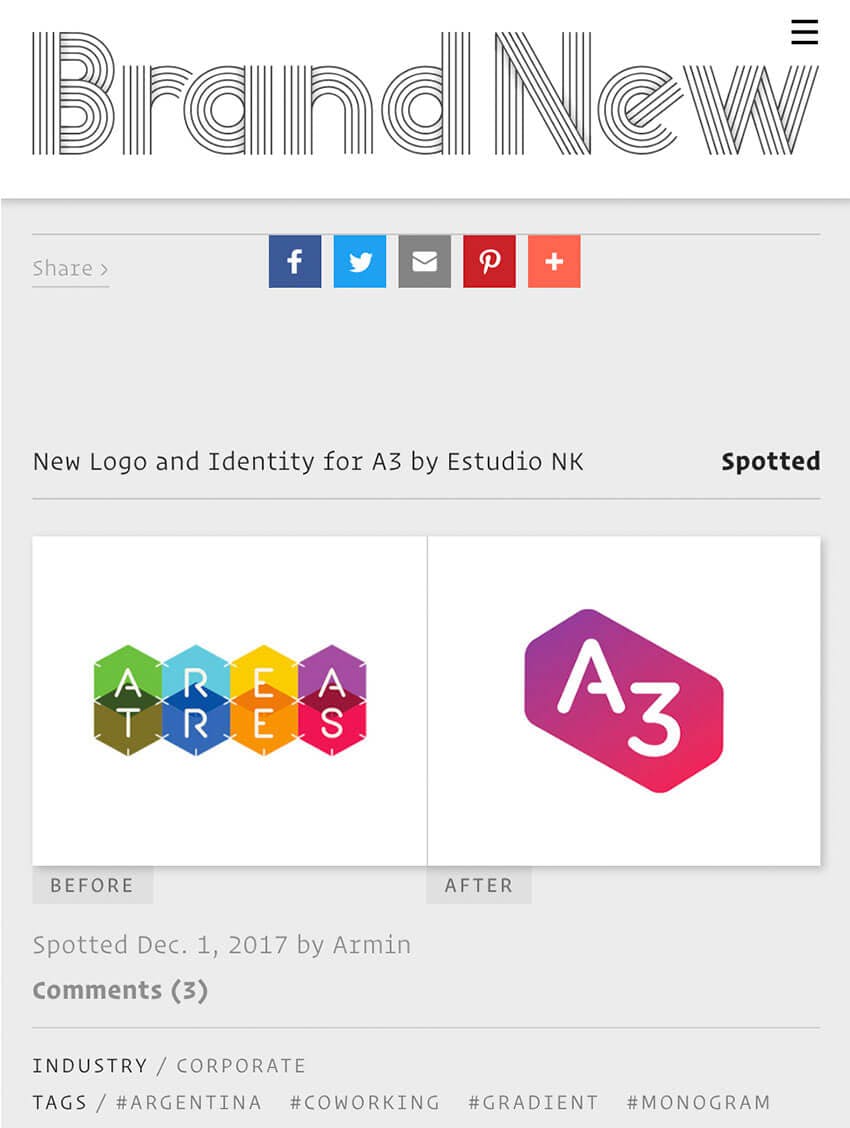 Brand New
Share >
New Logo and Identity for A3 by Estudio NK
Spotted
AREA
TRES
A3
BEFORE
AFTER
Spotted Dec. 1, 2017 by Armin
Comments (3)
INDUSTRY / CORPORATE
TAGS / #ARGENTINA #COWORKING #GRADIENT #MONOGRAM